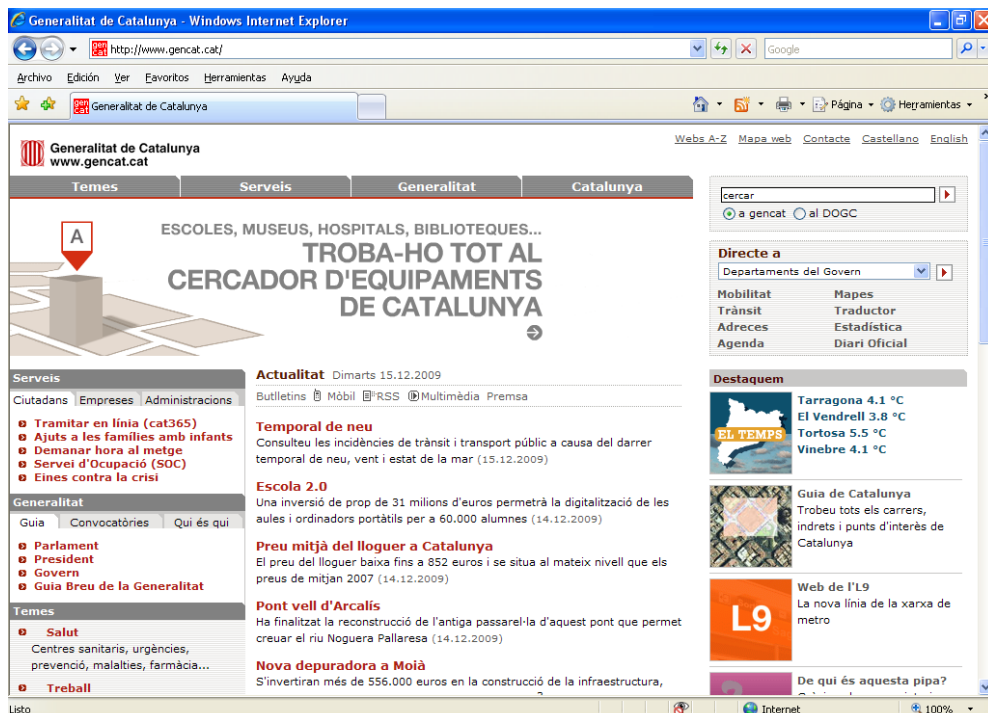 Generalitat de Catalunya - Windows Internet Explorer
http://www.gencat.cat/
Google
Archivo Edición Ver Favoritos Herramientas Ayuda
Generalitat de Catalunya
Página Herramientas
Generalitat de Catalunya
www.gencat.cat
Webs A-Z Mapa web Contacte Castellano English
Temes Serveis Generalitat Catalunya
cercar
a gencat al DOGC
A
ESCOLES, MUSEUS, HOSPITALS, BIBLIOTEQUES...
TROBA-HO TOT AL
CERCADOR D'EQUIPAMENTS
DE CATALUNYA
Directe a
Departaments del Govern
Mobilitat Mapes
Trànsit Traductor
Adreces Estadística
Agenda Diari Oficial
Serveis
Ciutadans Empreses Administracions
Tramitar en línia (cat365)
Ajuts a les famílies amb infants
Demanar hora al metge
Servei d'Ocupació (SOC)
Eines contra la crisi
Generalitat
Guia Convocatòries Qui és qui
Parlament
President
Govern
Guia Breu de la Generalitat
Temes
Salut
Centres sanitaris, urgències,
prevenció, malalties, farmàcia...
Treball
Actualitat Dimarts 15.12.2009
Butlletins Mòbil RSS Multimèdia Premsa
Temporal de neu
Consulteu les incidències de trànsit i transport públic a causa del darrer
temporal de neu, vent i estat de la mar (15.12.2009)
Escola 2.0
Una inversió de prop de 31 milions d'euros permetrà la digitalització de les
aules i ordinadors portàtils per a 60.000 alumnes (14.12.2009)
Preu mitjà del lloguer a Catalunya
El preu del lloguer baixa fins a 852 euros i se situa al mateix nivell que els
preus de mitjan 2007 (14.12.2009)
Pont vell d'Arcalís
Ha finalitzat la reconstrucció de l'antiga passarel·la d'aquest pont que permet
creuar el riu Noguera Pallaresa (14.12.2009)
Nova depuradora a Moià
S'invertiran més de 556.000 euros en la construcció de la infraestructura,
Destaquem
EL TEMPS
Tarragona 4.1 °C
El Vendrell 3.8 °C
Tortosa 5.5 °C
Vinebre 4.1 °C
Guia de Catalunya
Trobeu tots els carrers,
indrets i punts d'interès de
Catalunya
L9
Web de l'L9
La nova línia de la xarxa de
metro
De qui és aquesta pipa?
Listo Internet 100%